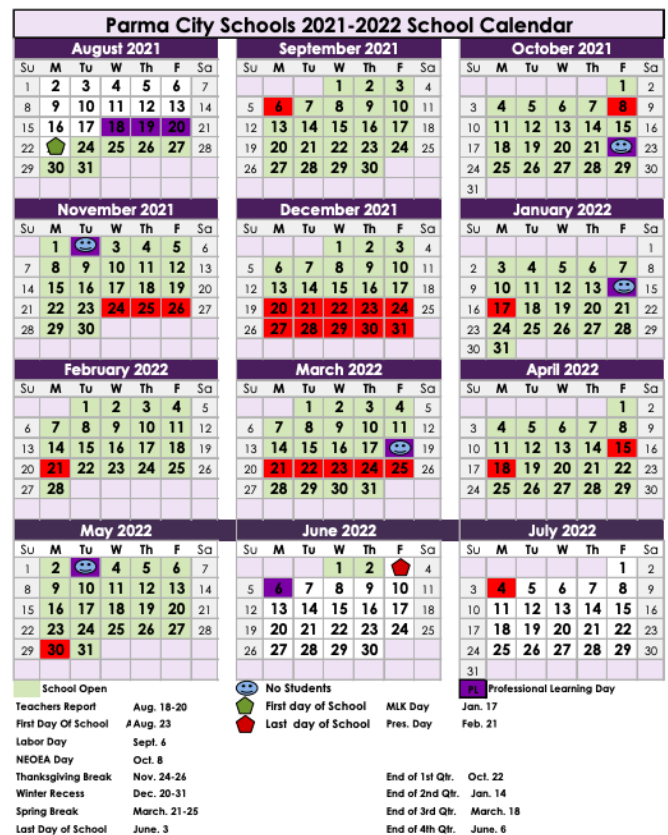 Parma City Schools 2021-2022 School Calendar
August 2021
Su M Tu W Th F Sa
1 2 3 4 5 6 7
8 9 10 11 12 13 14
15 16 17 18 19 20 21
22 24 25 26 27 28
29 30 31
September 2021
Su M Tu W Th F Sa
1 2 3 4
5 6 7 8 9 10 11
12 13 14 15 16 17 18
19 20 21 22 23 24 25
26 27 28 29 30
October 2021
Su M Tu W Th F Sa
1 2
3 4 5 6 7 8 9
10 11 12 13 14 15 16
17 18 19 20 21 23
24 25 26 27 28 29 30
31
November 2021
Su M Tu W Th F Sa
1 3 4 5 6
7 8 9 10 11 12 13
14 15 16 17 18 19 20
21 22 23 24 25 26 27
28 29 30
December 2021
Su M Tu W Th F Sa
1 2 3 4
5 6 7 8 9 10 11
12 13 14 15 16 17 18
19 20 21 22 23 24 25
26 27 28 29 30 31
January 2022
Su M Tu W Th F Sa
1
2 3 4 5 6 7 8
9 10 11 12 13 15
16 17 18 19 20 21 22
23 24 25 26 27 28 29
30 31
February 2022
Su M Tu W Th F Sa
1 2 3 4 5
6 7 8 9 10 11 12
13 14 15 16 17 18 19
20 21 22 23 24 25 26
27 28
March 2022
Su M Tu W Th F Sa
1 2 3 4 5
6 7 8 9 10 11 12
13 14 15 16 17 19
20 21 22 23 24 25 26
27 28 29 30 31
April 2022
Su M Tu W Th F Sa
1 2
3 4 5 6 7 8 9
10 11 12 13 14 15 16
17 18 19 20 21 22 23
24 25 26 27 28 29 30
May 2022
Su M Tu W Th F Sa
1 2 4 5 6 7
8 9 10 11 12 13 14
15 16 17 18 19 20 21
22 23 24 25 26 27 28
29 30 31
June 2022
Su M Tu W Th F Sa
1 2 4
5 6 7 8 9 10 11
12 13 14 15 16 17 18
19 20 21 22 23 24 25
26 27 28 29 30
July 2022
Su M Tu W Th F Sa
1 2
3 4 5 6 7 8 9
10 11 12 13 14 15 16
17 18 19 20 21 22 23
24 25 26 27 28 29 30
31
School Open No Students PL Professional Learning Day
Teachers Report Aug. 18-20 First day of School MLK Day Jan. 17
First Day Of School AAug. 23 Last day of School Pres. Day Feb. 21
Labor Day Sept. 6
NEOEA Day Oct. 8
Thanksgiving Break Nov. 24-26 End of 1st Qtr. Oct. 22
Winter Recess Dec. 20-31 End of 2nd Qtr. Jan. 14
Spring Break March. 21-25 End of 3rd Qtr. March. 18
Last Day of School June. 3 End of 4th Qtr. June. 6